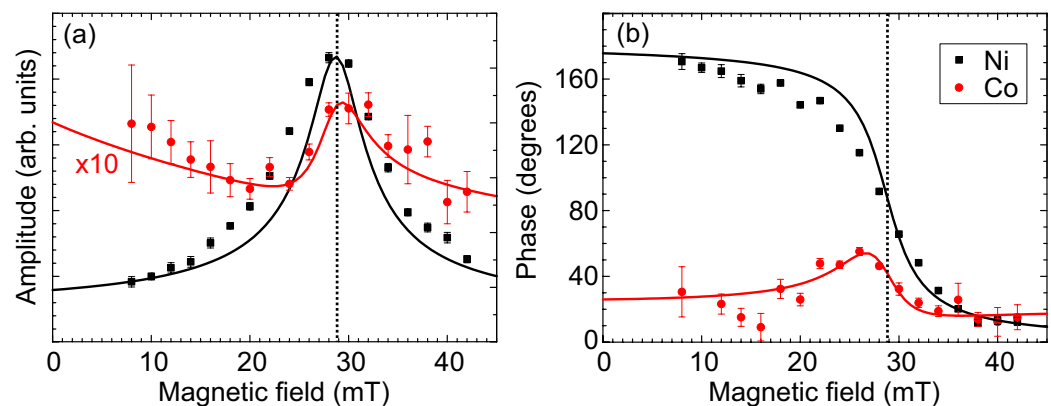 (a)
Amplitude (arb. units)
x10
0 10 20 30 40
Magnetic field (mT)
(b)
Ni
Co
Phase (degrees)
160
120
80
40
0
0 10 20 30 40
Magnetic field (mT)